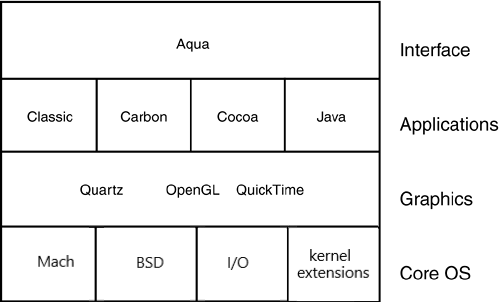 Aqua
Interface
Classic Carbon Cocoa Java
Applications
Quartz OpenGL QuickTime
Graphics
Mach BSD I/O kernel
extensions
Core OS